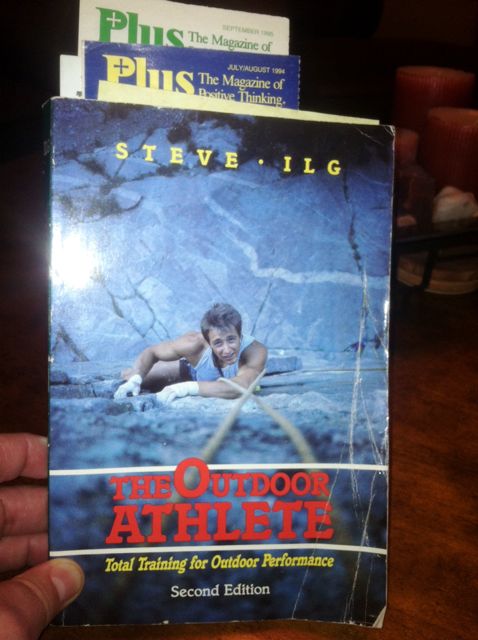 SEPTEMBER 1995
Plus The Magazine of
JULY/AUGUST 1994
Plus The Magazine of
Positive Thinking
STEVE · ILG
THE OUTDOOR
ATHLETE
Total Training for Outdoor Performance
Second Edition